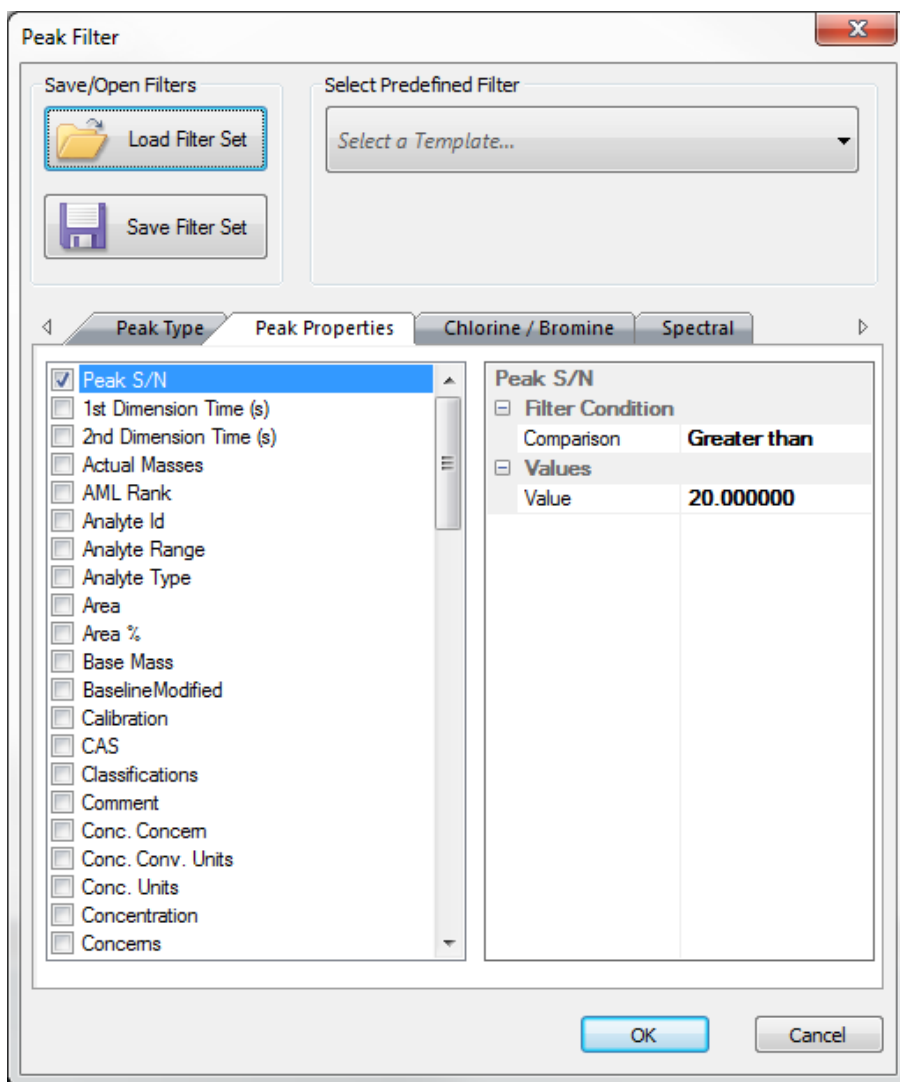 Peak Filter
Save/Open Filters
Select Predefined Filter
Load Filter Set
Select a Template...
Save Filter Set
Peak Type
Peak Properties
Chlorine / Bromine
Spectral
Peak S/N
1st Dimension Time (s)
2nd Dimension Time (s)
Actual Masses
AML Rank
Analyte Id
Analyte Range
Analyte Type
Area
Area %
Base Mass
BaselineModified
Calibration
CAS
Classifications
Comment
Conc. Concern
Conc. Conv. Units
Conc. Units
Concentration
Concerns
Peak S/N
Filter Condition
Comparison Greater than
Values
Value 20.000000
OK
Cancel